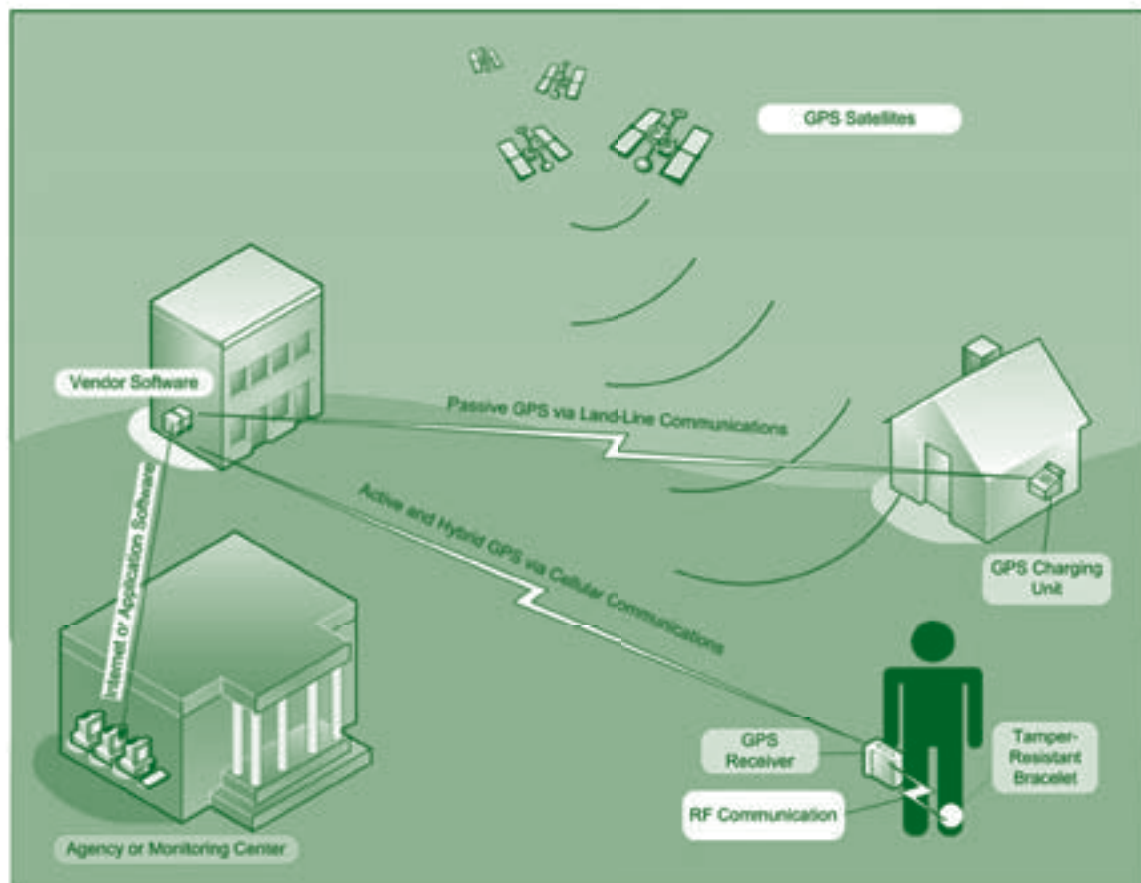 GPS Satellites
Vendor Software
Passive GPS via Land-Line Communications
Active and Hybrid GPS via Cellular Communications
Internet or Application Software
GPS Charging
Unit
GPS
Receiver
Tamper-
Resistant
Bracelet
RF Communication
Agency or Monitoring Center